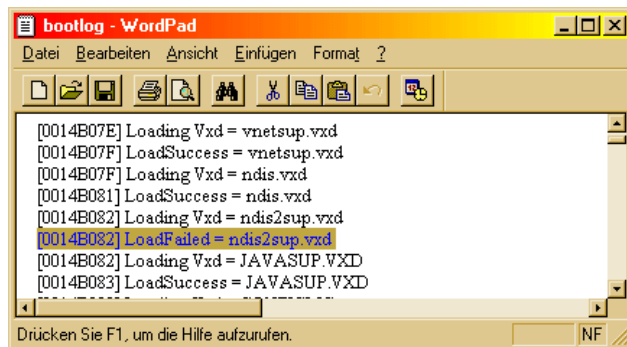 bootlog - WordPad
Datei Bearbeiten Ansicht Einfügen Format ?
[0014B07E] Loading Vxd = vnetsup.vxd
[0014B07F] LoadSuccess = vnetsup.vxd
[0014B07F] Loading Vxd = ndis.vxd
[0014B081] LoadSuccess = ndis.vxd
[0014B082] Loading Vxd = ndis2sup.vxd
[0014B082] LoadFailed = ndis2sup.vxd
[0014B082] Loading Vxd = JAVASUP.VXD
[0014B083] LoadSuccess = JAVASUP.VXD
Drücken Sie F1, um die Hilfe aufzurufen.
NF